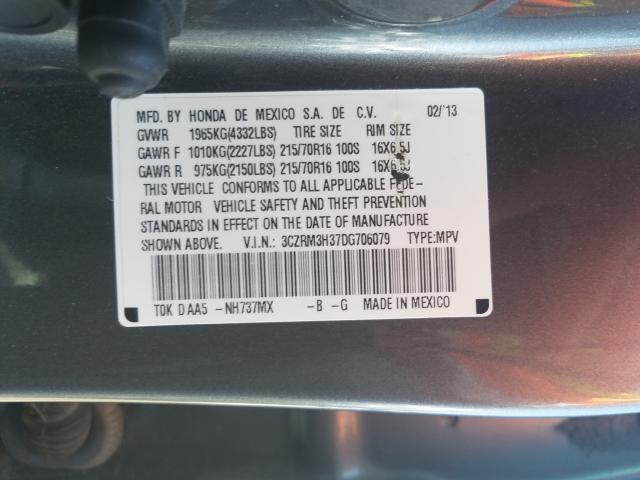 MFD. BY HONDA DE MEXICO S.A. DE C.V. 02/'13
GVWR 1965KG(4332LBS) TIRE SIZE RIM SIZE
GAWR F 1010KG(2227LBS) 215/70R16 100S 16X6.5J
GAWR R 975KG(2150LBS) 215/70R16 100S 16X6.5J
THIS VEHICLE CONFORMS TO ALL APPLICABLE FEDE-
RAL MOTOR VEHICLE SAFETY AND THEFT PREVENTION
STANDARDS IN EFFECT ON THE DATE OF MANUFACTURE
SHOWN ABOVE. V.I.N.: 3CZRM3H37DG706079 TYPE:MPV
T0K D AA5 -NH737MX -B -G MADE IN MEXICO